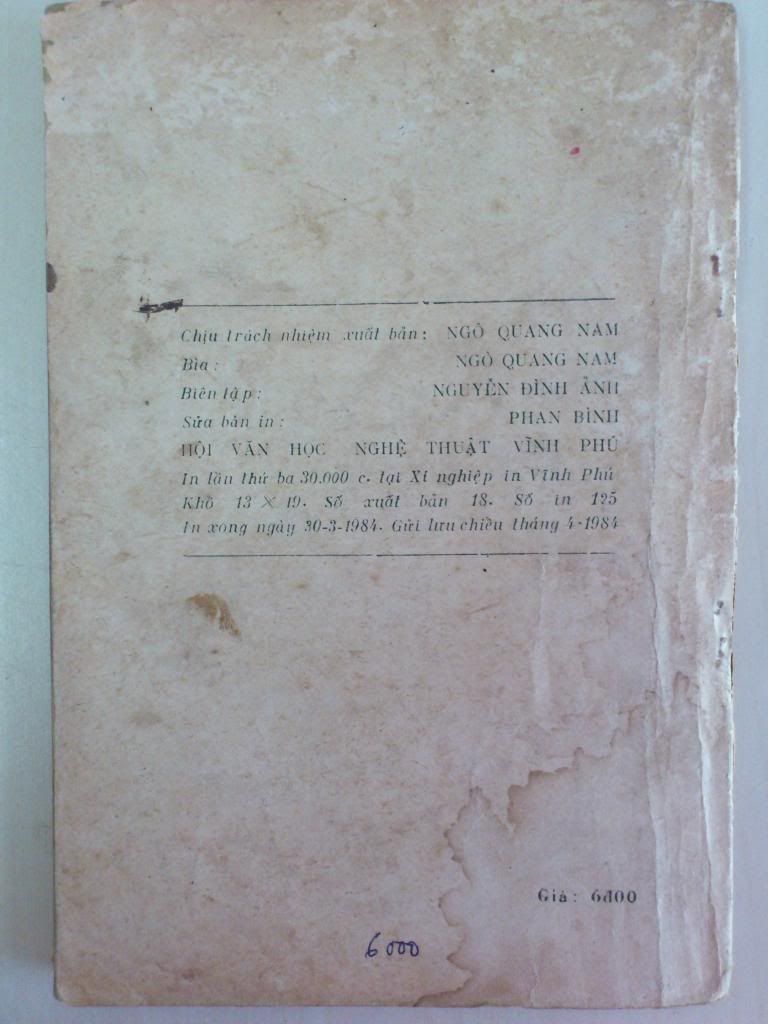 Chịu trách nhiệm xuất bản: NGÔ QUANG NAM
Bìa: NGÔ QUANG NAM
Biên tập: NGUYỄN ĐÌNH ẢNH
Sửa bản in: PHAN BÌNH
HỘI VĂN HỌC NGHỆ THUẬT VĨNH PHÚ
In lần thứ ba 30.000 c. tại Xí nghiệp in Vĩnh Phú
Khổ 13 × 19. Số xuất bản 18. Số in 125
In xong ngày 30-3-1984. Gửi lưu chiểu tháng 4-1984
Giá: 6đ00
6000